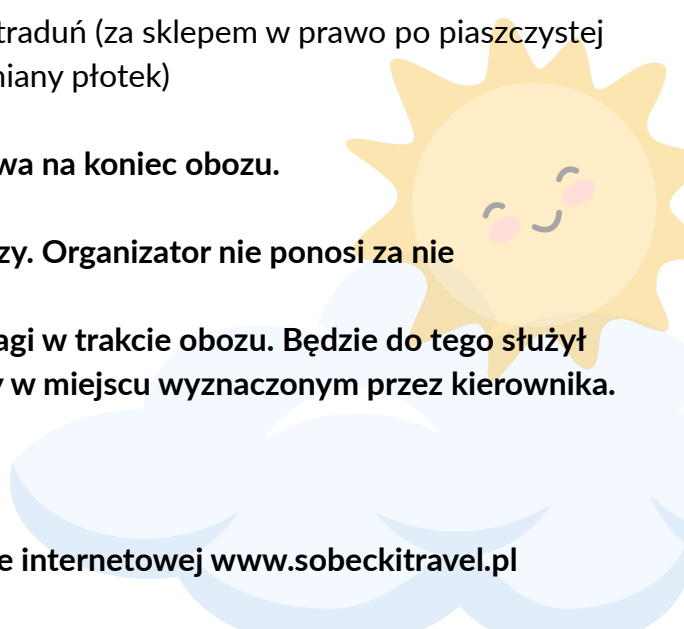 traduń (za sklepem w prawo po piaszczystej
niany płotek)
wa na koniec obozu.
zy. Organizator nie ponosi za nie
agi w trakcie obozu. Będzie do tego służył
y w miejscu wyznaczonym przez kierownika.
e internetowej www.sobeckitravel.pl